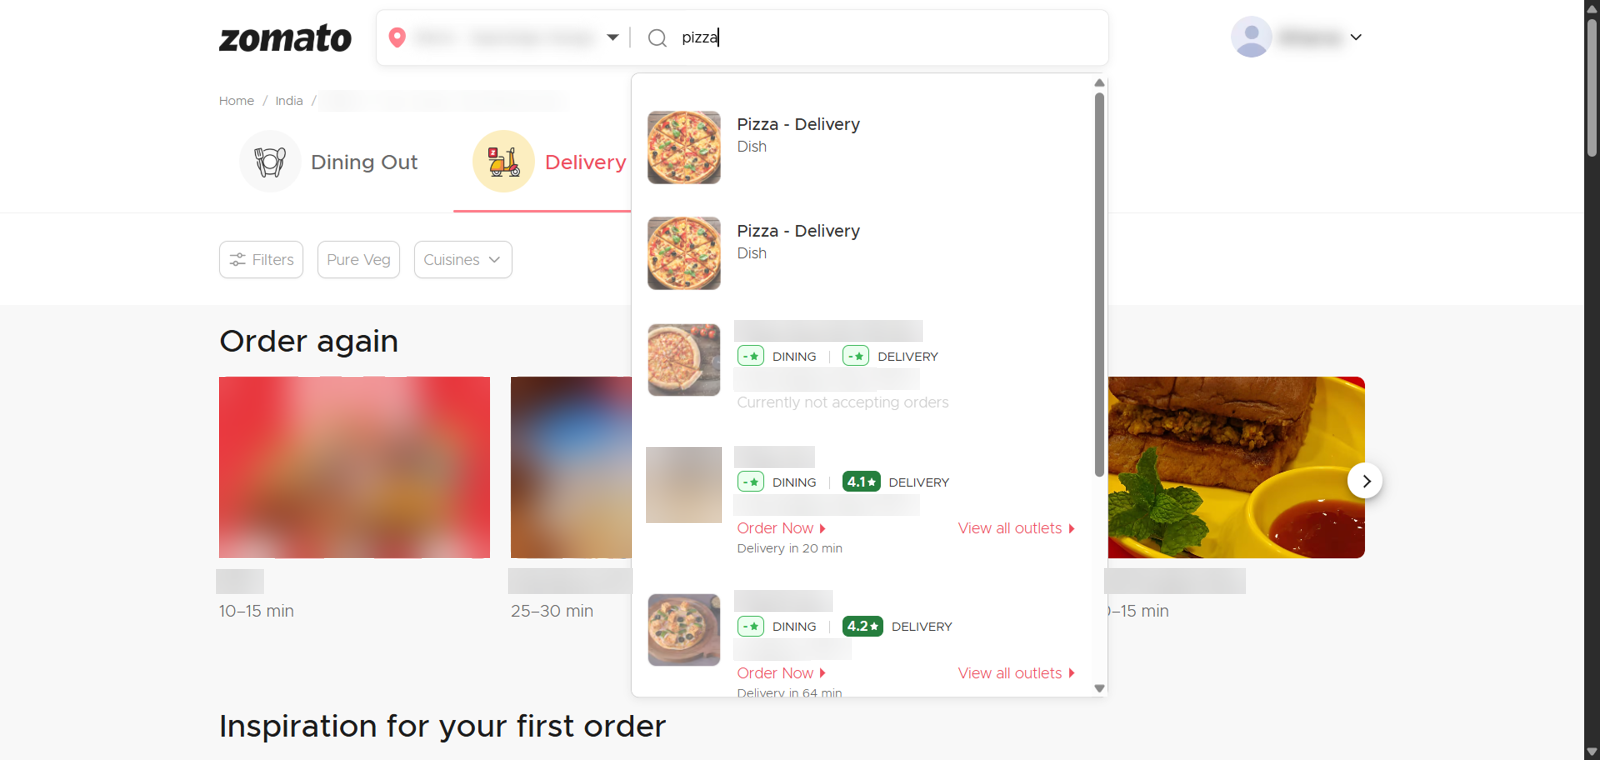 zomato
pizza
Home / India /
Dining Out
Delivery
Filters
Pure Veg
Cuisines
Pizza - Delivery
Dish
Pizza - Delivery
Dish
-★ DINING | -★ DELIVERY
Currently not accepting orders
-★ DINING | 4.1★ DELIVERY
Order Now
View all outlets
Delivery in 20 min
-★ DINING | 4.2★ DELIVERY
Order Now
View all outlets
Delivery in 64 min
Order again
10–15 min
25–30 min
–15 min
Inspiration for your first order